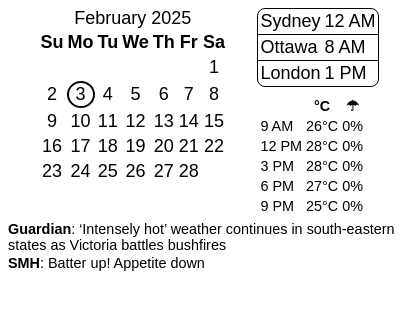 February 2025
Su Mo Tu We Th Fr Sa
1
2 3 4 5 6 7 8
9 10 11 12 13 14 15
16 17 18 19 20 21 22
23 24 25 26 27 28
Sydney 12 AM
Ottawa 8 AM
London 1 PM
°C ☂
9 AM 26°C 0%
12 PM 28°C 0%
3 PM 28°C 0%
6 PM 27°C 0%
9 PM 25°C 0%
Guardian: ‘Intensely hot’ weather continues in south-eastern
states as Victoria battles bushfires
SMH: Batter up! Appetite down